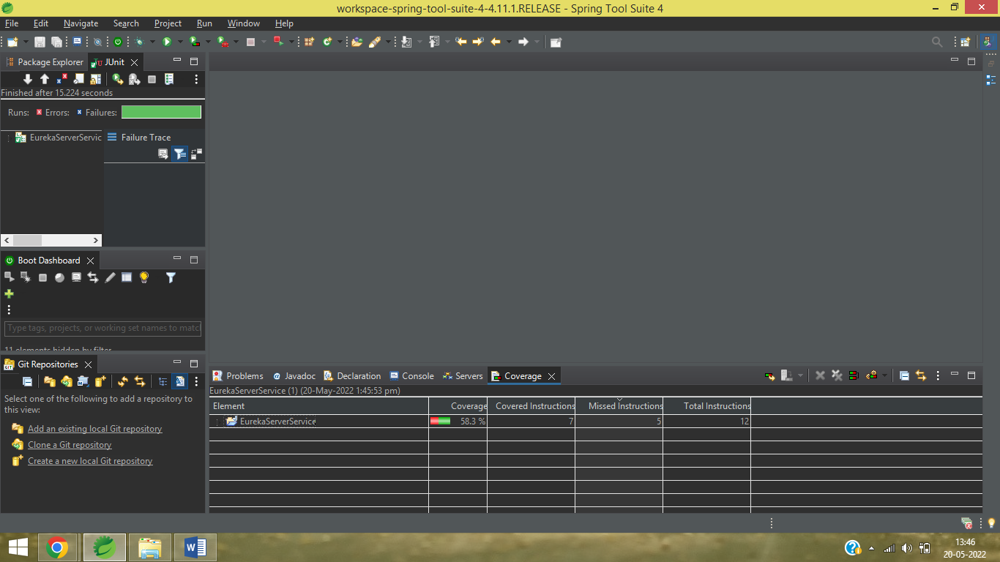 workspace-spring-tool-suite-4-4.11.1.RELEASE - Spring Tool Suite 4
File Edit Navigate Search Project Run Window Help
Package Explorer JUnit
Finished after 15.224 seconds
Runs: Errors: Failures:
EurekaServerServic Failure Trace
Boot Dashboard
Type tags, projects, or working set names to match
11 elements hidden by filter
Git Repositories
Select one of the following to add a repository to
this view:
Add an existing local Git repository
Clone a Git repository
Create a new local Git repository
Problems Javadoc Declaration Console Servers Coverage
EurekaServerService (1) (20-May-2022 1:45:53 pm)
Element Coverage Covered Instructions Missed Instructions Total Instructions
EurekaServerService 58.3 % 7 5 12
13:46
20-05-2022